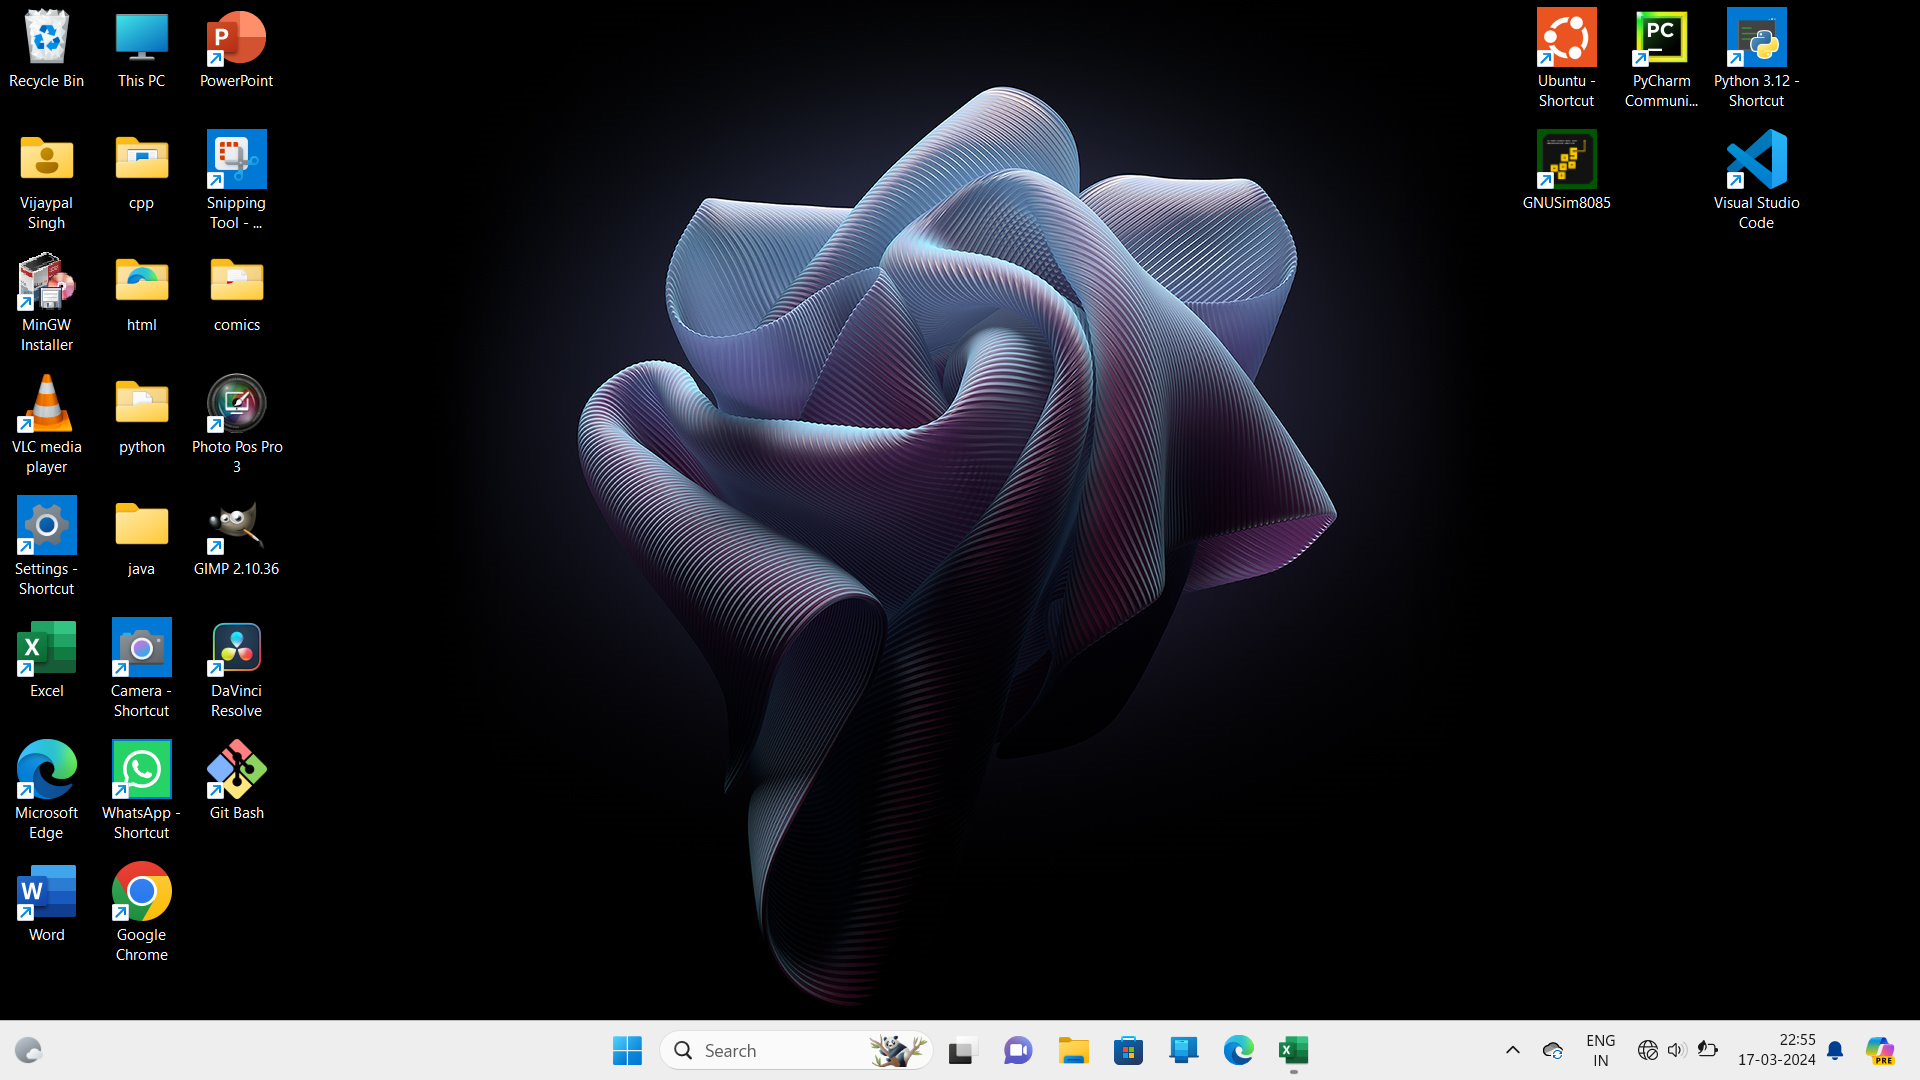 Recycle Bin
This PC
PowerPoint
Vijaypal
Singh
cpp
Snipping
Tool - ...
MinGW
Installer
html
comics
VLC media
player
python
Photo Pos Pro
3
Settings -
Shortcut
java
GIMP 2.10.36
Excel
Camera -
Shortcut
DaVinci
Resolve
Microsoft
Edge
WhatsApp -
Shortcut
Git Bash
Word
Google
Chrome
Ubuntu -
Shortcut
PC
PyCharm
Communi...
Python 3.12 -
Shortcut
GNUSim8085
Visual Studio
Code
Search
ENG
IN
22:55
17-03-2024
PRE